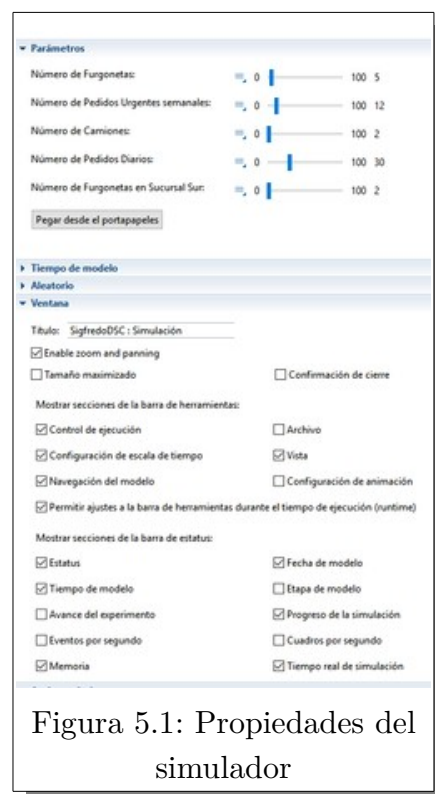 Parámetros
Número de Furgonetas: 0 100 5
Número de Pedidos Urgentes semanales: 0 100 12
Número de Camiones: 0 100 2
Número de Pedidos Diarios: 0 100 30
Número de Furgonetas en Sucursal Sur: 0 100 2
Pegar desde el portapapeles
Tiempo de modelo
Aleatorio
Ventana
Título: SigfredoDSC : Simulación
Enable zoom and panning
Tamaño maximizado Confirmación de cierre
Mostrar secciones de la barra de herramientas:
Control de ejecución Archivo
Configuración de escala de tiempo Vista
Navegación del modelo Configuración de animación
Permitir ajustes a la barra de herramientas durante el tiempo de ejecución (runtime)
Mostrar secciones de la barra de estatus:
Estatus Fecha de modelo
Tiempo de modelo Etapa de modelo
Avance del experimento Progreso de la simulación
Eventos por segundo Cuadros por segundo
Memoria Tiempo real de simulación
Figura 5.1: Propiedades del
simulador